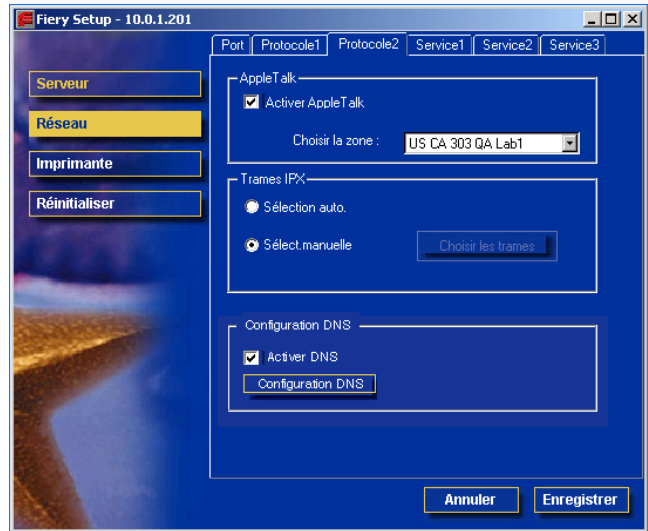 Fiery Setup - 10.0.1.201
Port Protocole1 Protocole2 Service1 Service2 Service3
Serveur
Réseau
Imprimante
Réinitialiser
AppleTalk
Activer AppleTalk
Choisir la zone : US CA 303 QA Lab1
Trames IPX
Sélection auto.
Sélect.manuelle Choisir les trames
Configuration DNS
Activer DNS
Configuration DNS
Annuler Enregistrer